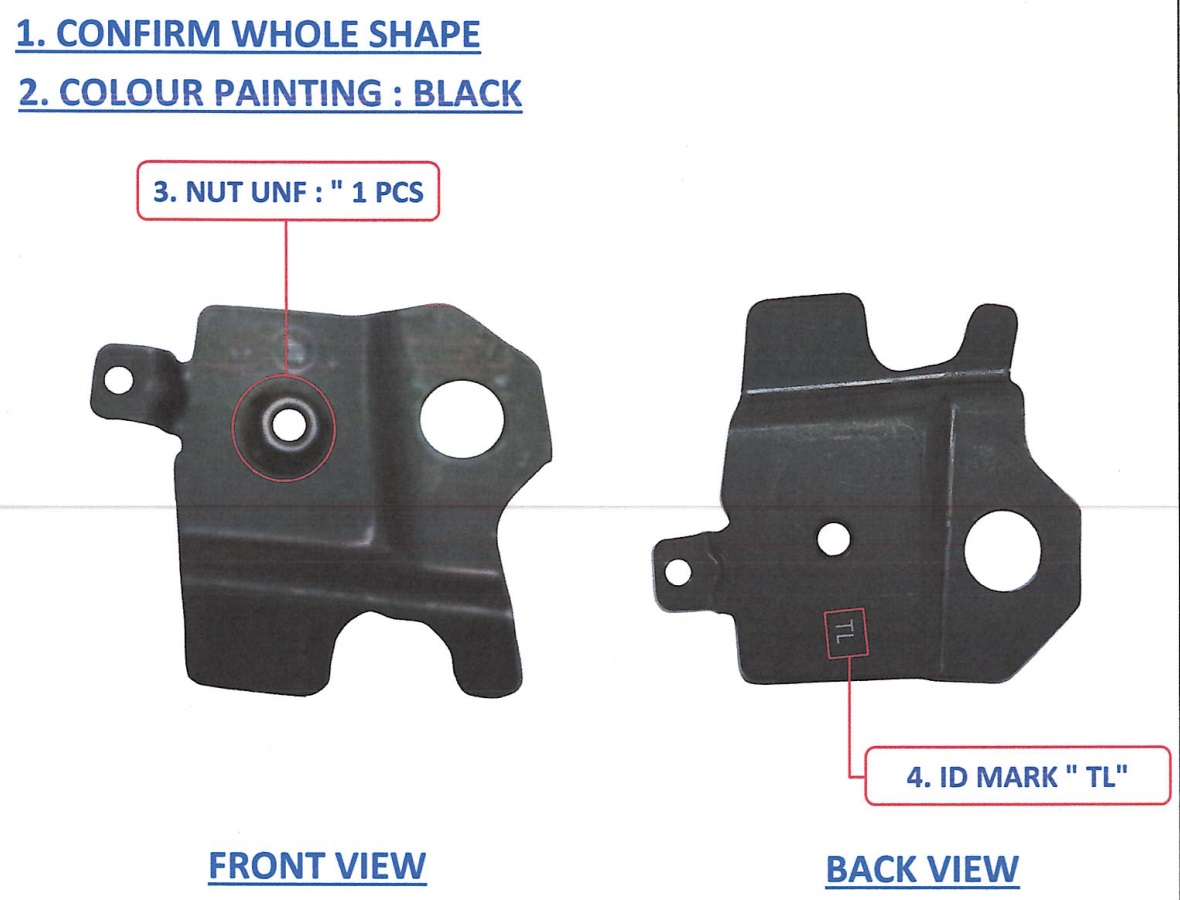 1. CONFIRM WHOLE SHAPE
2. COLOUR PAINTING : BLACK
3. NUT UNF : " 1 PCS
TL
4. ID MARK " TL"
FRONT VIEW
BACK VIEW